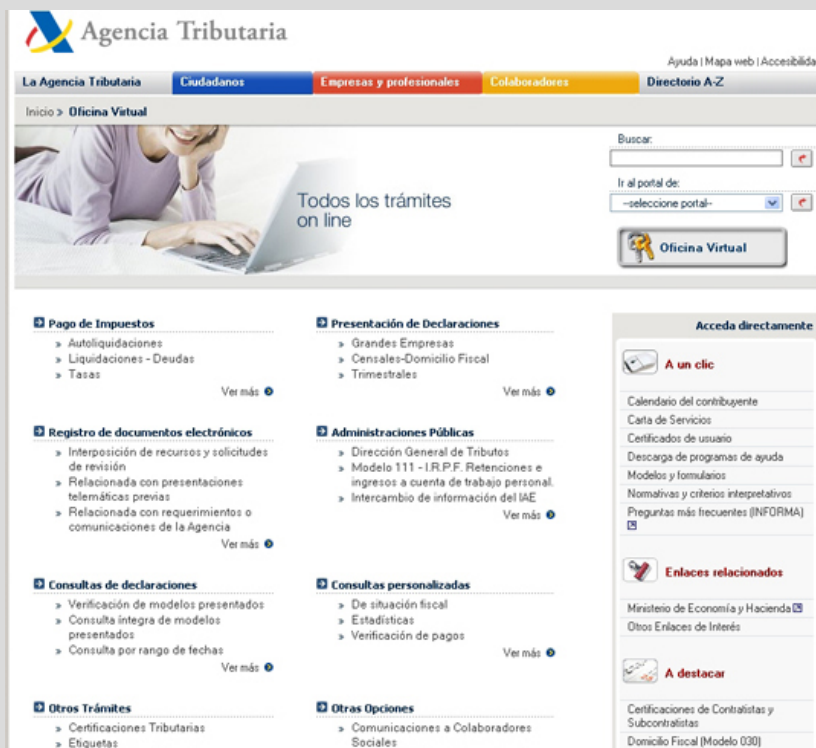 Agencia Tributaria
Ayuda | Mapa web | Accesibilida
La Agencia Tributaria
Ciudadanos
Empresas y profesionales
Colaboradores
Directorio A-Z
Inicio > Oficina Virtual
Todos los trámites
on line
Buscar:
Ir al portal de:
--seleccione portal--
Oficina Virtual
Pago de Impuestos
» Autoliquidaciones
» Liquidaciones - Deudas
» Tasas
Ver más
Presentación de Declaraciones
» Grandes Empresas
» Censales-Domicilio Fiscal
» Trimestrales
Ver más
Registro de documentos electrónicos
» Interposición de recursos y solicitudes
de revisión
» Relacionada con presentaciones
telemáticas previas
» Relacionada con requerimientos o
comunicaciones de la Agencia
Ver más
Administraciones Públicas
» Dirección General de Tributos
» Modelo 111 - I.R.P.F. Retenciones e
ingresos a cuenta de trabajo personal.
» Intercambio de información del IAE
Ver más
Consultas de declaraciones
» Verificación de modelos presentados
» Consulta íntegra de modelos
presentados
» Consulta por rango de fechas
Ver más
Consultas personalizadas
» De situación fiscal
» Estadísticas
» Verificación de pagos
Ver más
Otros Trámites
» Certificaciones Tributarias
» Etiquetas
Otras Opciones
» Comunicaciones a Colaboradores
Sociales
Acceda directamente
A un clic
Calendario del contribuyente
Carta de Servicios
Certificados de usuario
Descarga de programas de ayuda
Modelos y formularios
Normativas y criterios interpretativos
Preguntas más frecuentes (INFORMA)
Enlaces relacionados
Ministerio de Economía y Hacienda
Otros Enlaces de Interés
A destacar
Certificaciones de Contratistas y
Subcontratistas
Domicilio Fiscal (Modelo 030)